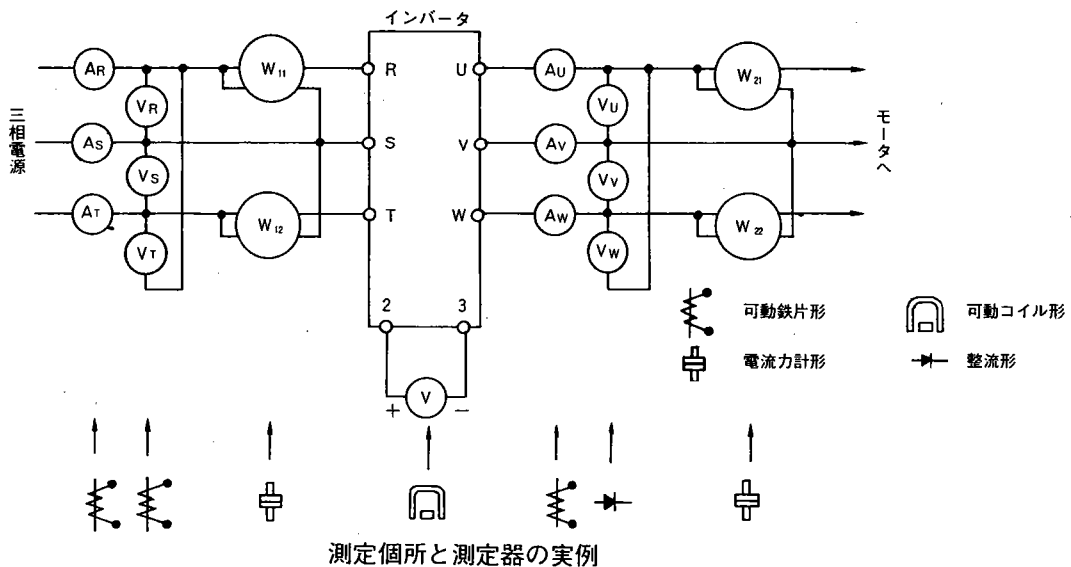 インバータ
三相電源
AR
VR
AS
VS
AT
VT
W11
W12
R
S
T
U
V
W
2
3
+
V
−
AU
VU
AV
VV
AW
VW
W21
W22
モータへ
可動鉄片形
可動コイル形
電流力計形
整流形
測定個所と測定器の実例